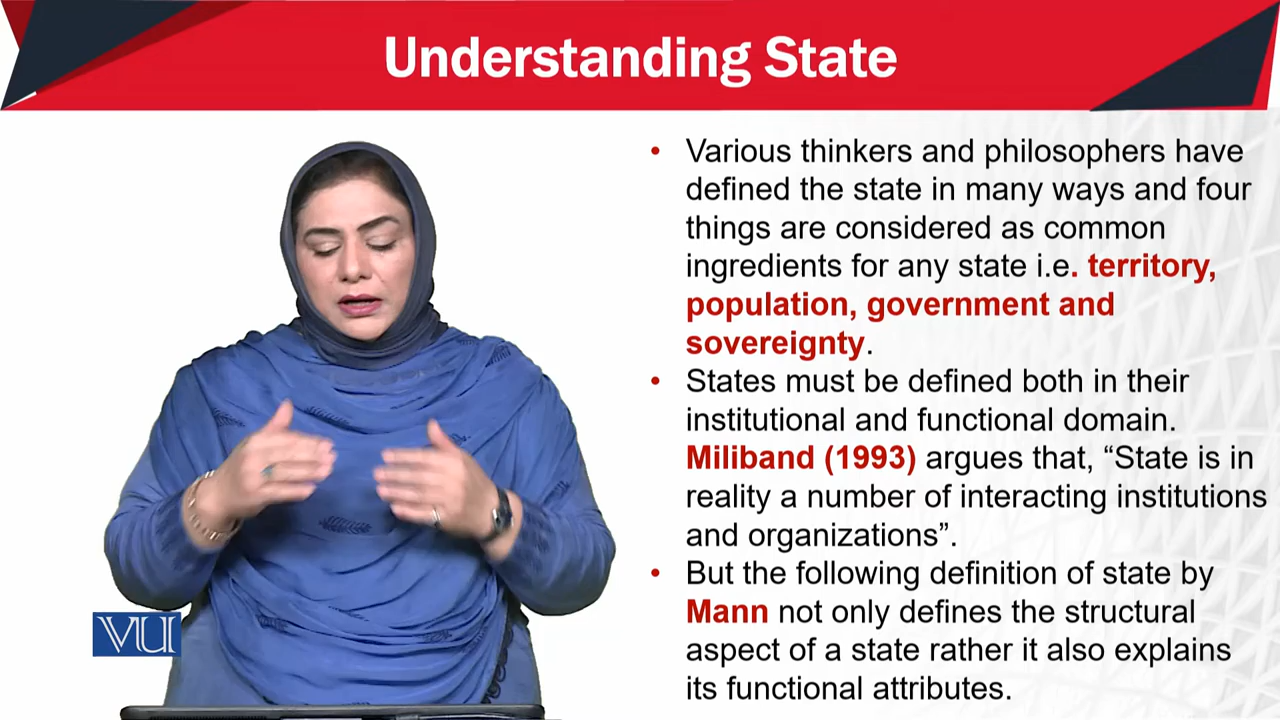 Understanding State
• Various thinkers and philosophers have
defined the state in many ways and four
things are considered as common
ingredients for any state i.e. territory,
population, government and
sovereignty.
• States must be defined both in their
institutional and functional domain.
Miliband (1993) argues that, “State is in
reality a number of interacting institutions
and organizations”.
• But the following definition of state by
Mann not only defines the structural
aspect of a state rather it also explains
its functional attributes.
VU